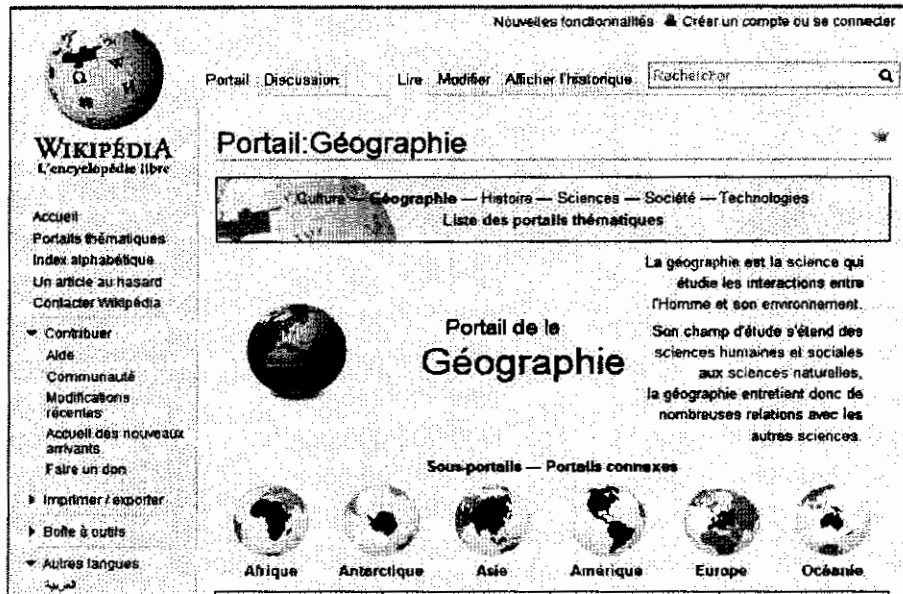 Nouvelles fonctionnalités Créer un compte ou se connecter
Portail Discussion Lire Modifier Afficher l'historique Rechercher
WIKIPÉDIA
L'encyclopédie libre
Portail:Géographie
Culture — Géographie — Histoire — Sciences — Société — Technologies
Liste des portails thématiques
Accueil
Portails thématiques
Index alphabétique
Un article au hasard
Contacter Wikipédia
Contribuer
Aide
Communauté
Modifications
récentes
Accueil des nouveaux
arrivants
Faire un don
Imprimer / exporter
Boîte à outils
Autres langues
العربية
La géographie est la science qui
étudie les interactions entre
l'Homme et son environnement.
Portail de la
Géographie
Son champ d'étude s'étend des
sciences humaines et sociales
aux sciences naturelles,
la géographie entretient donc de
nombreuses relations avec les
autres sciences.
Sous-portails — Portails connexes
Afrique Antarctique Asie Amérique Europe Océanie